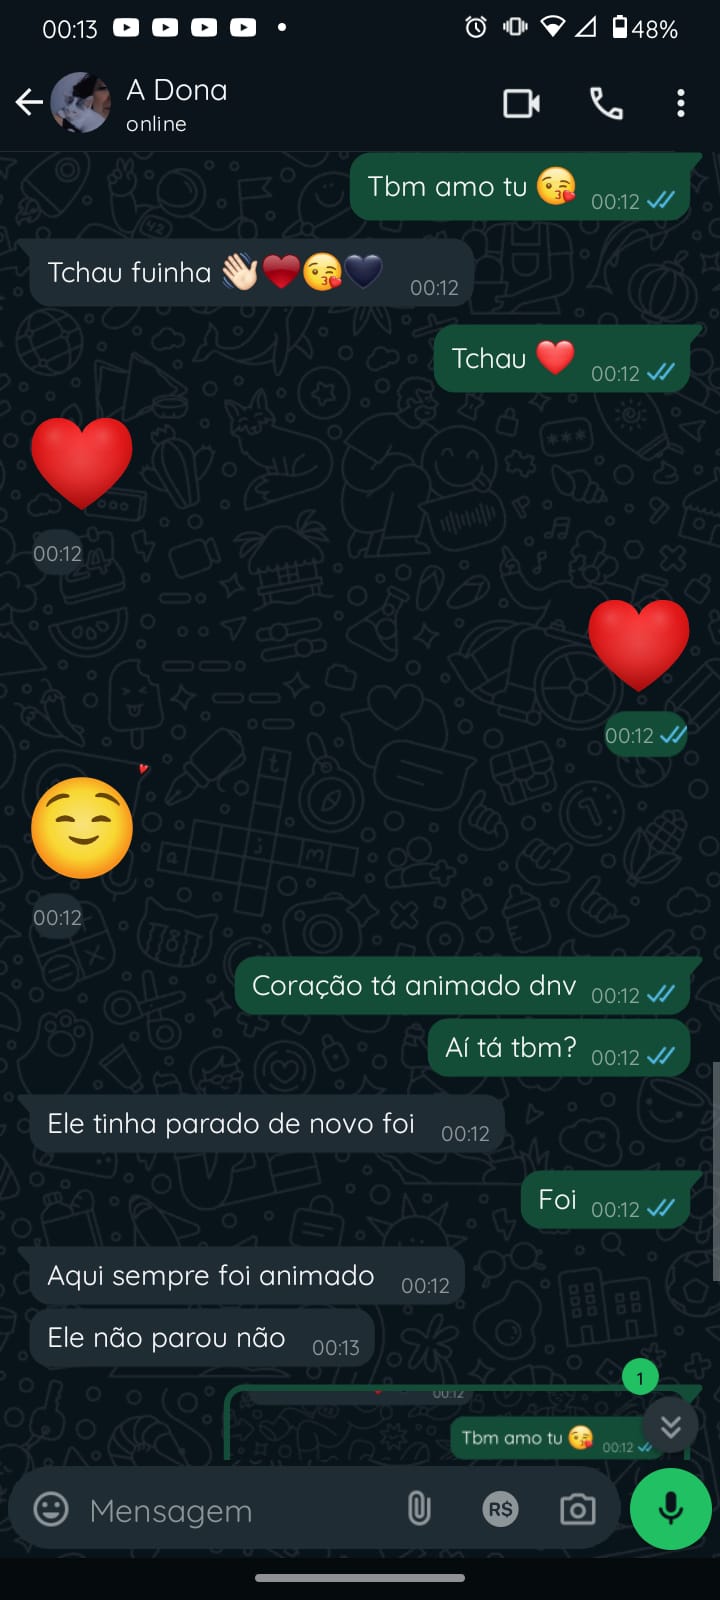 00:13
48%
A Dona
online
Tbm amo tu 😘 00:12
Tchau fuinha 👋🏻❤️😘🖤 00:12
Tchau ❤️ 00:12
00:12
00:12
00:12
Coração tá animado dnv 00:12
Aí tá tbm? 00:12
Ele tinha parado de novo foi 00:12
Foi 00:12
Aqui sempre foi animado 00:12
Ele não parou não 00:13
1
00:12
Tbm amo tu 😘 00:12
Mensagem
R$